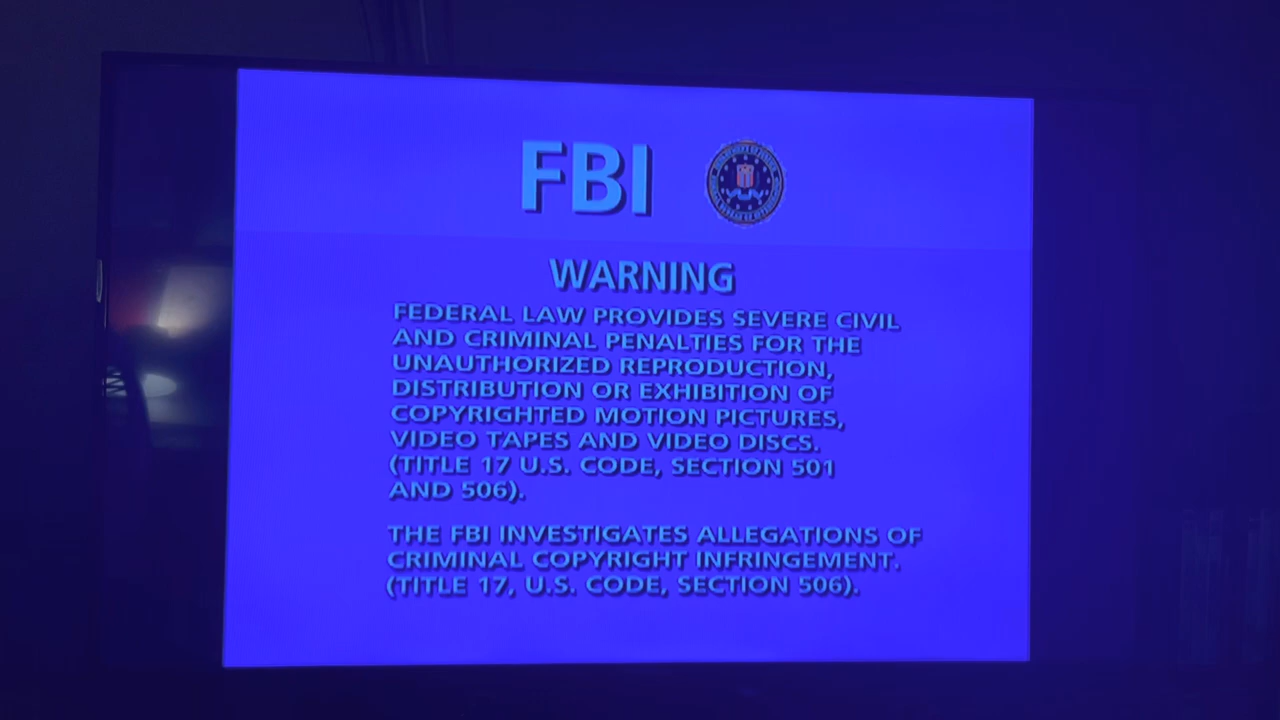 FBI
WARNING
FEDERAL LAW PROVIDES SEVERE CIVIL
AND CRIMINAL PENALTIES FOR THE
UNAUTHORIZED REPRODUCTION,
DISTRIBUTION OR EXHIBITION OF
COPYRIGHTED MOTION PICTURES,
VIDEO TAPES AND VIDEO DISCS.
(TITLE 17 U.S. CODE, SECTION 501
AND 506).
THE FBI INVESTIGATES ALLEGATIONS OF
CRIMINAL COPYRIGHT INFRINGEMENT.
(TITLE 17, U.S. CODE, SECTION 506).